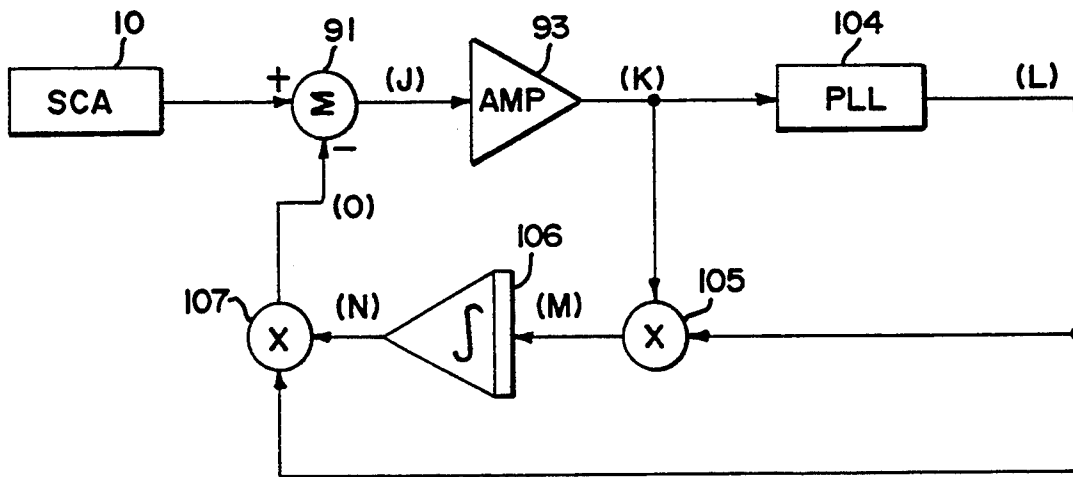 10
91
93
104
SCA
+
M
(J)
AMP
(K)
PLL
(L)
−
(O)
106
107
(N)
∫
(M)
105
X
X